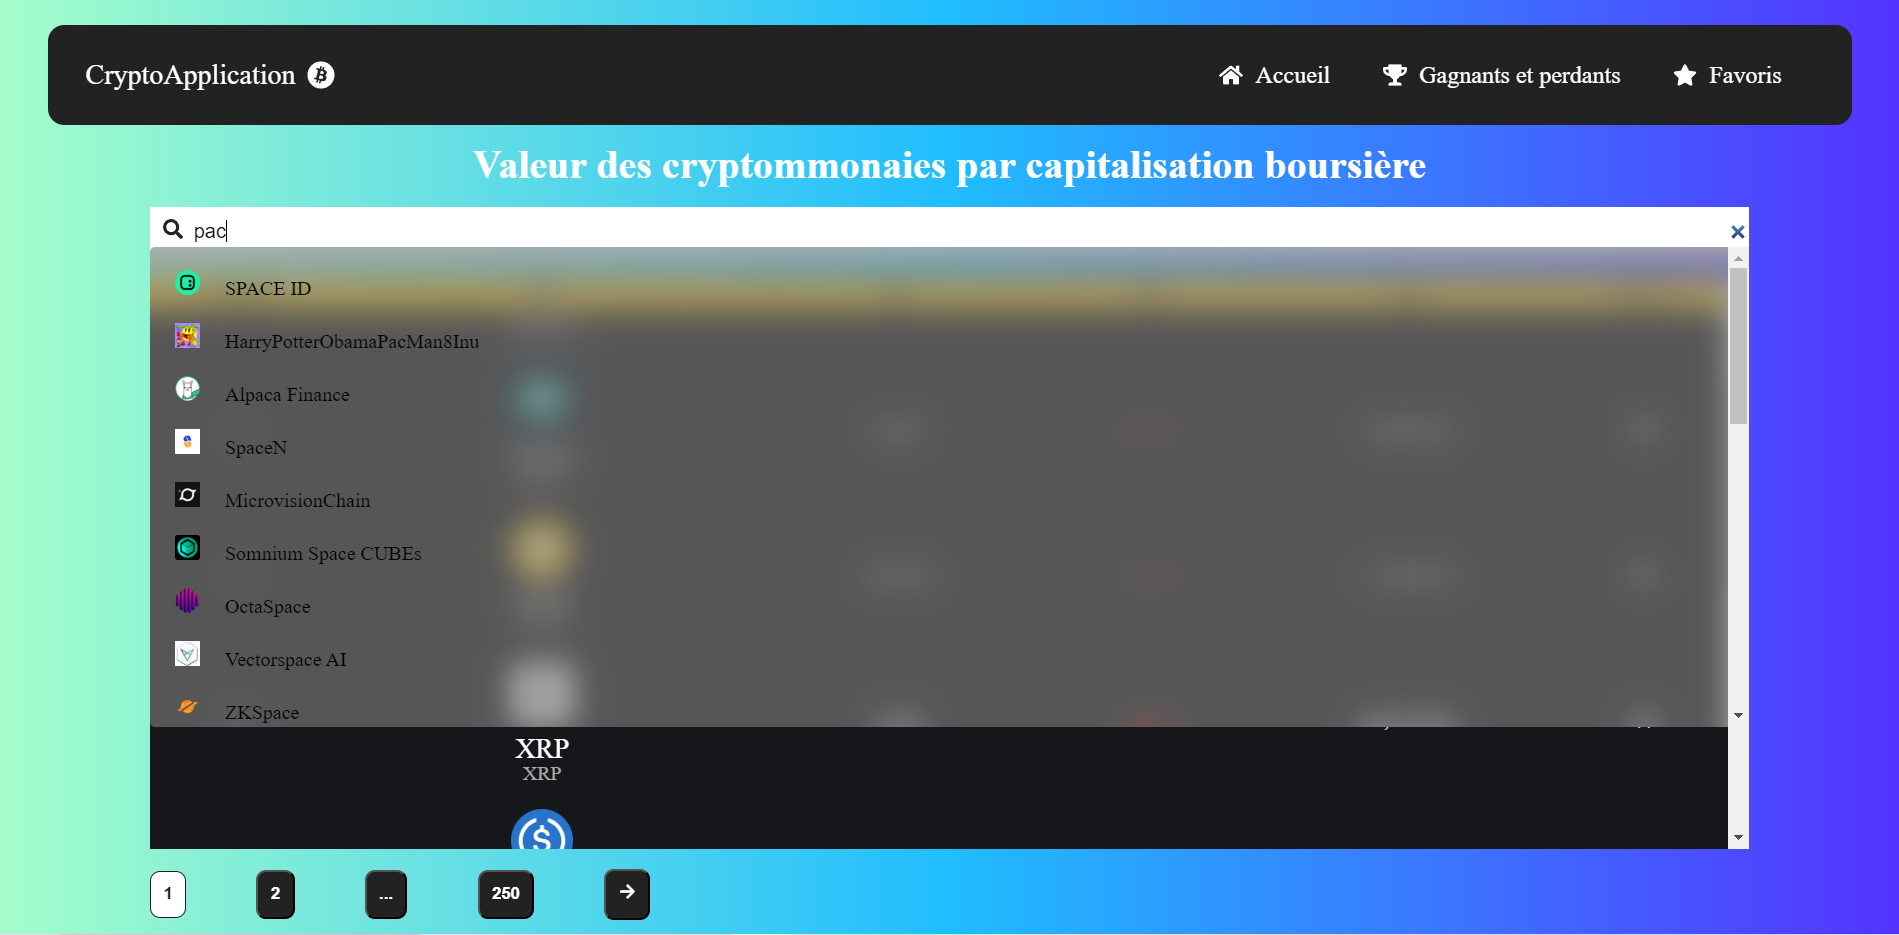 CryptoApplication
Accueil
Gagnants et perdants
Favoris
Valeur des cryptommonaies par capitalisation boursière
pac
SPACE ID
HarryPotterObamaPacMan8Inu
Alpaca Finance
SpaceN
MicrovisionChain
Somnium Space CUBEs
OctaSpace
Vectorspace AI
ZKSpace
XRP
XRP
1
2
...
250